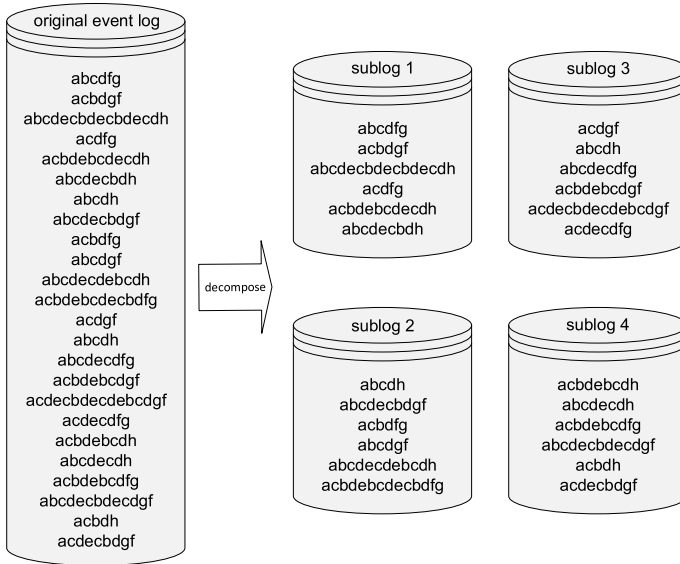 original event log
abcdfg
acbdgf
abcdecbdecbdecdh
acdfg
acbdebcdecdh
abcdecbdh
abcdh
abcdecbdgf
acbdfg
abcdgf
abcdecdebcdh
acbdebcdecbdfg
acdgf
abcdh
abcdecdfg
acbdebcdgf
acdecbdecdebcdgf
acdecdfg
acbdebcdh
abcdecdh
acbdebcdfg
abcdecbdecdgf
acbdh
acdecbdgf
decompose
sublog 1
abcdfg
acbdgf
abcdecbdecbdecdh
acdfg
acbdebcdecdh
abcdecbdh
sublog 3
acdgf
abcdh
abcdecdfg
acbdebcdgf
acdecbdecdebcgf
acdecdfg
sublog 2
abcdh
abcdecbdgf
acbdfg
abcdgf
abcdecdebcdh
acbdebcdecbdfg
sublog 4
acbdebcdh
abcdecdh
acbdebcdfg
abcdecbdecdgf
acbdh
acdecbdgf